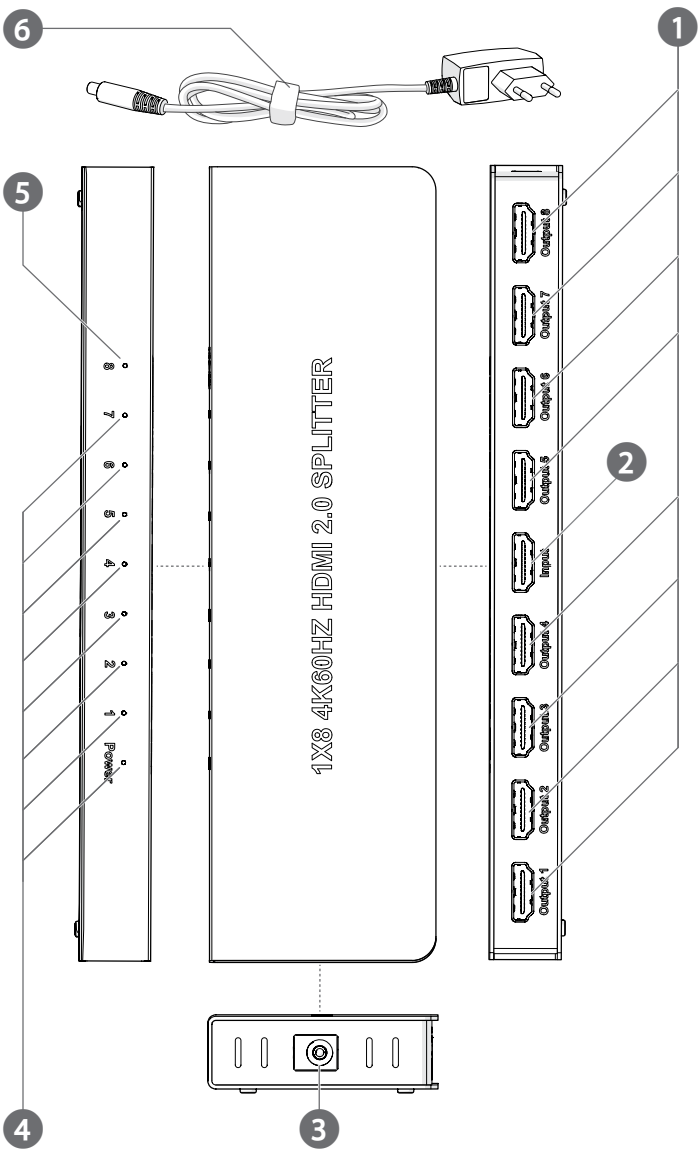 6
1
5
Output 8
Output 7
Output 6
Output 5
2
Input
Output 4
Output 3
Output 2
Output 1
8
7
6
5
4
3
2
1
Power
1X8 4K60HZ HDMI 2.0 SPLITTER
4
3